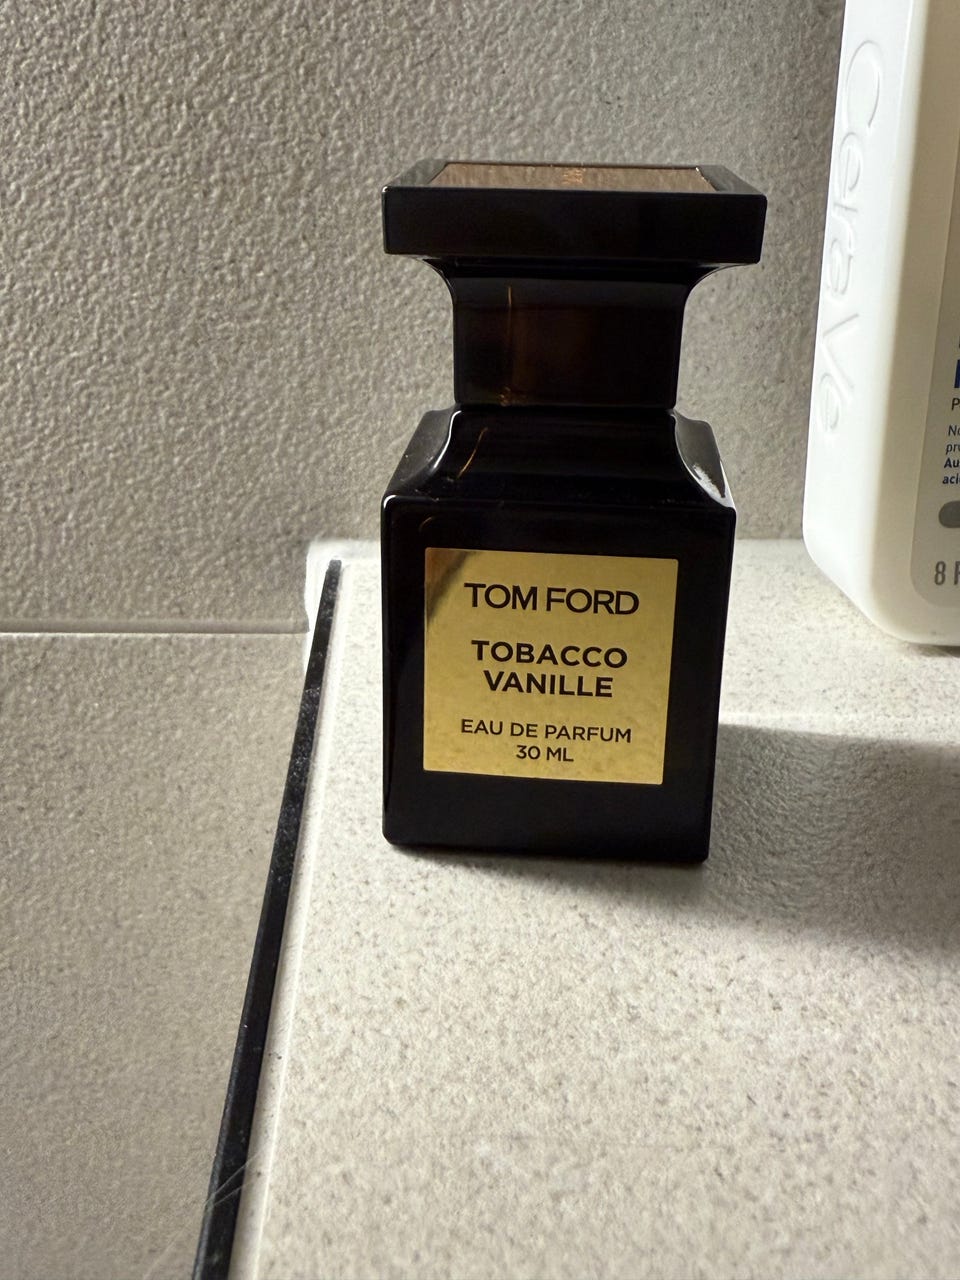 TOM FORD
TOBACCO
VANILLE
EAU DE PARFUM
30 ML
CeraVe